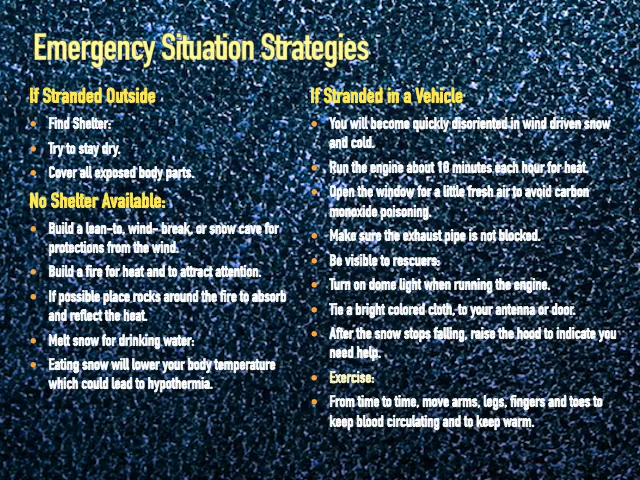 Emergency Situation Strategies
If Stranded Outside
• Find Shelter:
• Try to stay dry.
• Cover all exposed body parts.
No Shelter Available:
• Build a lean-to, wind- break, or snow cave for
protections from the wind.
• Build a fire for heat and to attract attention.
• If possible place rocks around the fire to absorb
and reflect the heat.
• Melt snow for drinking water:
• Eating snow will lower your body temperature
which could lead to hypothermia.
If Stranded in a Vehicle
• You will become quickly disoriented in wind driven snow
and cold.
• Run the engine about 10 minutes each hour for heat.
• Open the window for a little fresh air to avoid carbon
monoxide poisoning.
• Make sure the exhaust pipe is not blocked.
• Be visible to rescuers:
• Turn on dome light when running the engine.
• Tie a bright colored cloth, to your antenna or door.
• After the snow stops falling, raise the hood to indicate you
need help.
• Exercise:
• From time to time, move arms, legs, fingers and toes to
keep blood circulating and to keep warm.